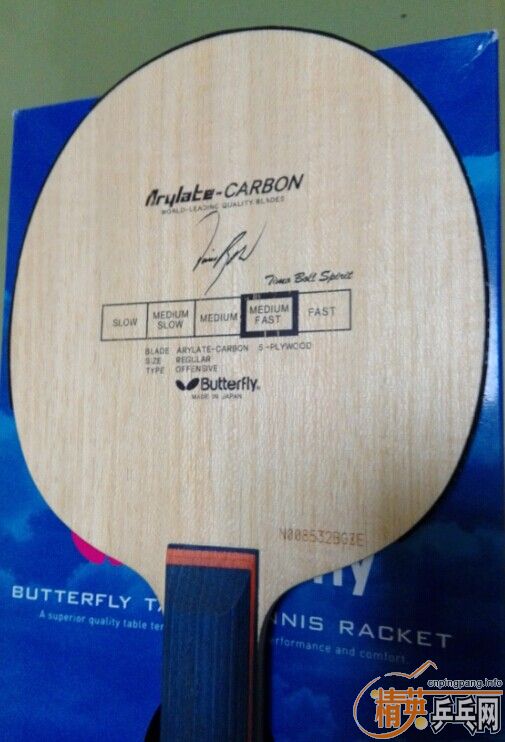 Arylate-CARBON
WORLD-LEADING QUALITY BLADES
Timo Boll Spirit
SLOW
MEDIUM SLOW
MEDIUM
MEDIUM FAST
FAST
BLADE ARYLATE-CARBON 5-PLYWOOD
SIZE REGULAR
TYPE OFFENSIVE
Butterfly
MADE IN JAPAN
BUTTERFLY TA NNIS RACKET
A superior quality table ten erformance and comfort
cnpingpang.info
精英乒乓网